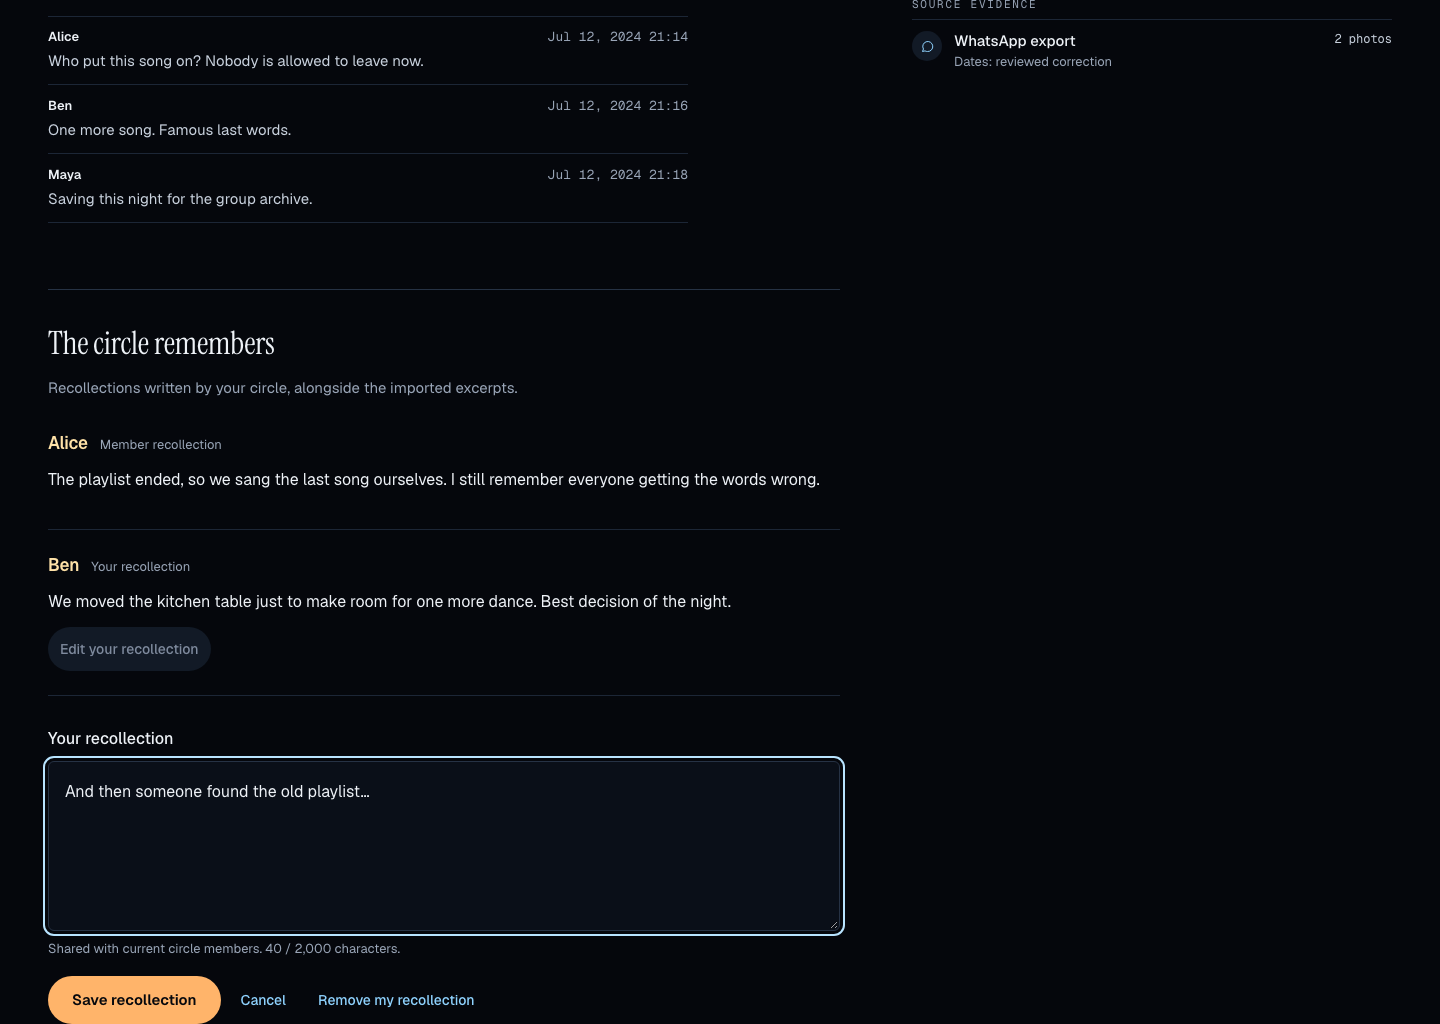 Alice
Jul 12, 2024 21:14
Who put this song on? Nobody is allowed to leave now.
Ben
Jul 12, 2024 21:16
One more song. Famous last words.
Maya
Jul 12, 2024 21:18
Saving this night for the group archive.
The circle remembers
Recollections written by your circle, alongside the imported excerpts.
Alice Member recollection
The playlist ended, so we sang the last song ourselves. I still remember everyone getting the words wrong.
Ben Your recollection
We moved the kitchen table just to make room for one more dance. Best decision of the night.
Edit your recollection
Your recollection
And then someone found the old playlist…
Shared with current circle members. 40 / 2,000 characters.
Save recollection
Cancel
Remove my recollection
SOURCE EVIDENCE
WhatsApp export
2 photos
Dates: reviewed correction